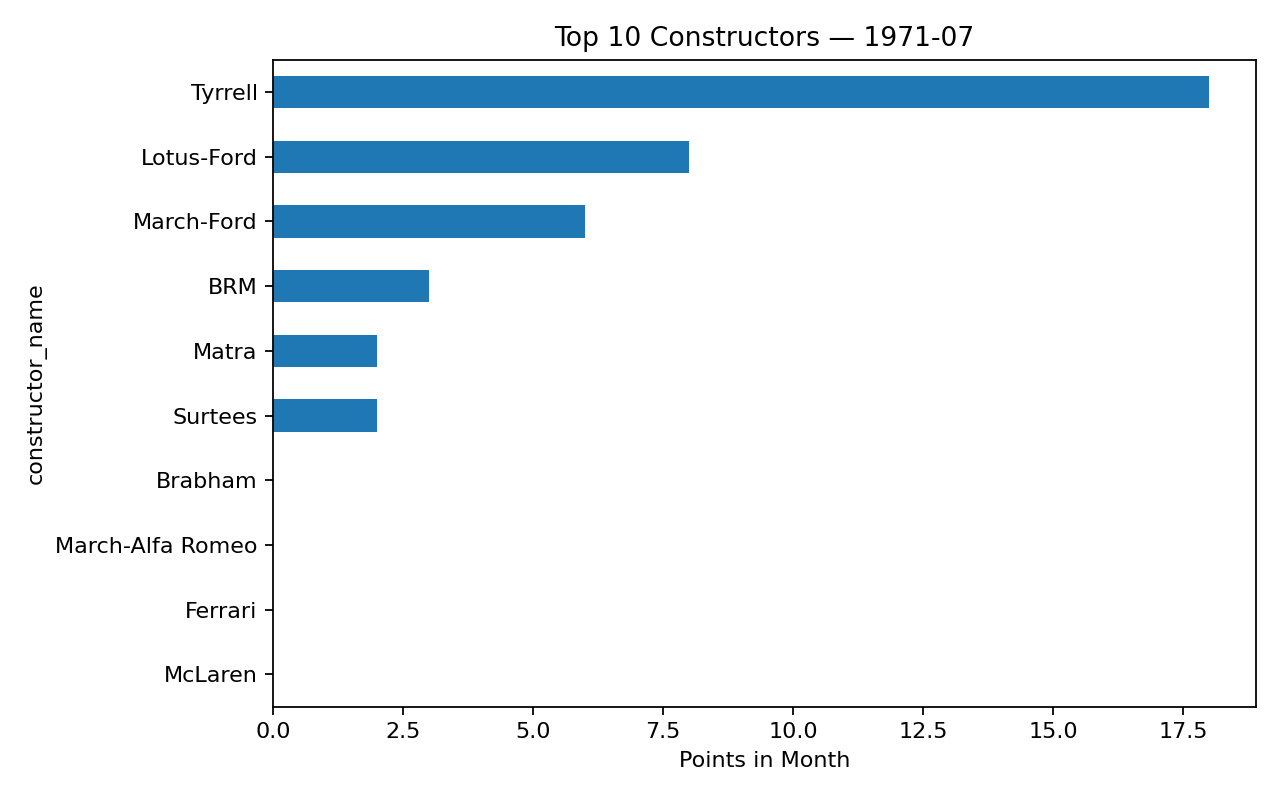 Top 10 Constructors — 1971-07
Tyrrell
Lotus-Ford
March-Ford
BRM
Matra
Surtees
Brabham
March-Alfa Romeo
Ferrari
McLaren
constructor_name
0.0 2.5 5.0 7.5 10.0 12.5 15.0 17.5
Points in Month